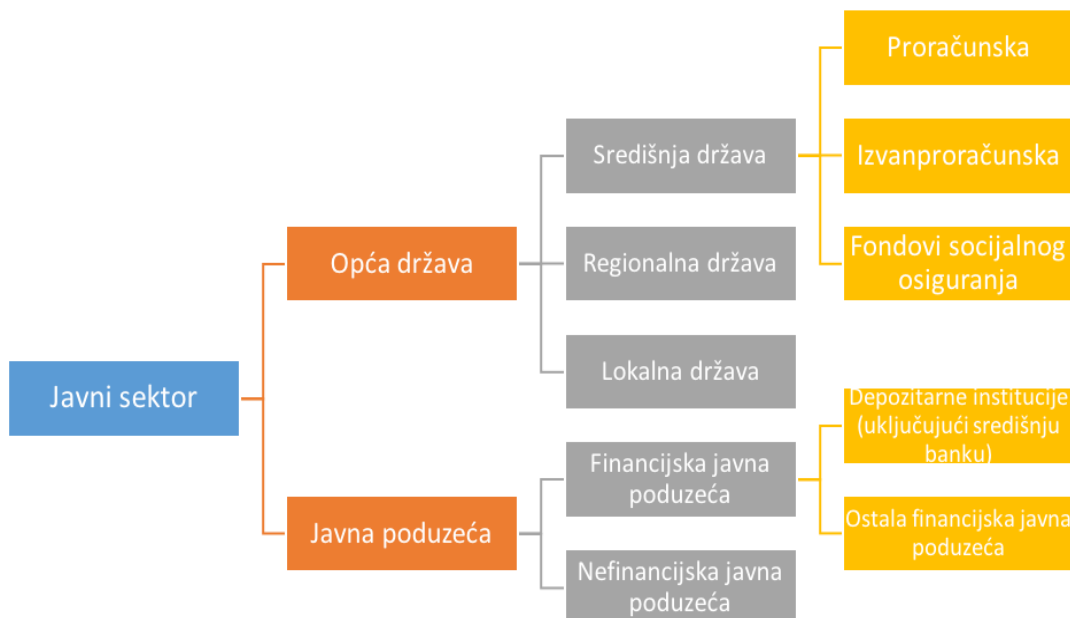 Javni sektor
Opća država
Središnja država
Proračunska
Izvanproračunska
Fondovi socijalnog
osiguranja
Regionalna država
Lokalna država
Javna poduzeća
Financijska javna
poduzeća
Depozitarne institucije
(uključujući središnju
banku)
Ostala financijska javna
poduzeća
Nefinancijska javna
poduzeća